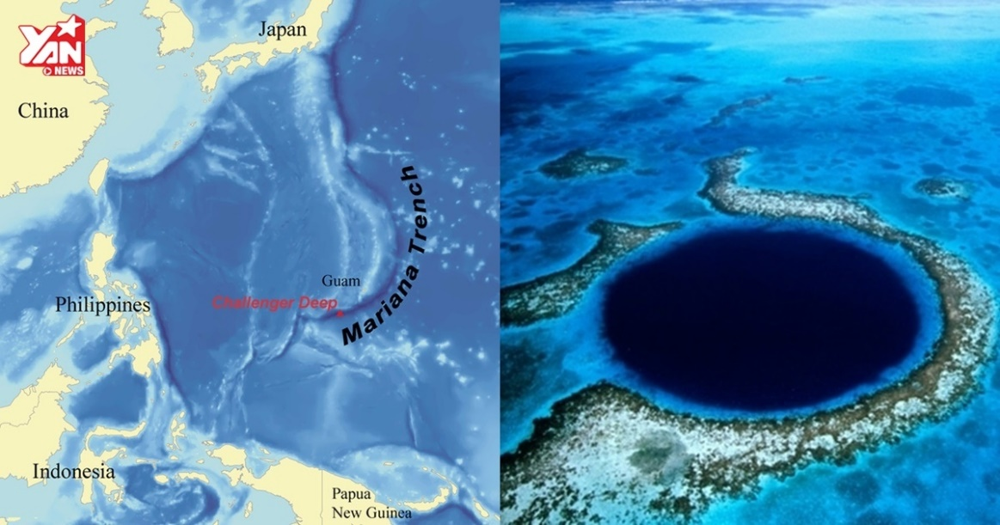 YAN
NEWS
Japan
China
Mariana Trench
Guam
Challenger Deep
Philippines
Indonesia
Papua
New Guinea